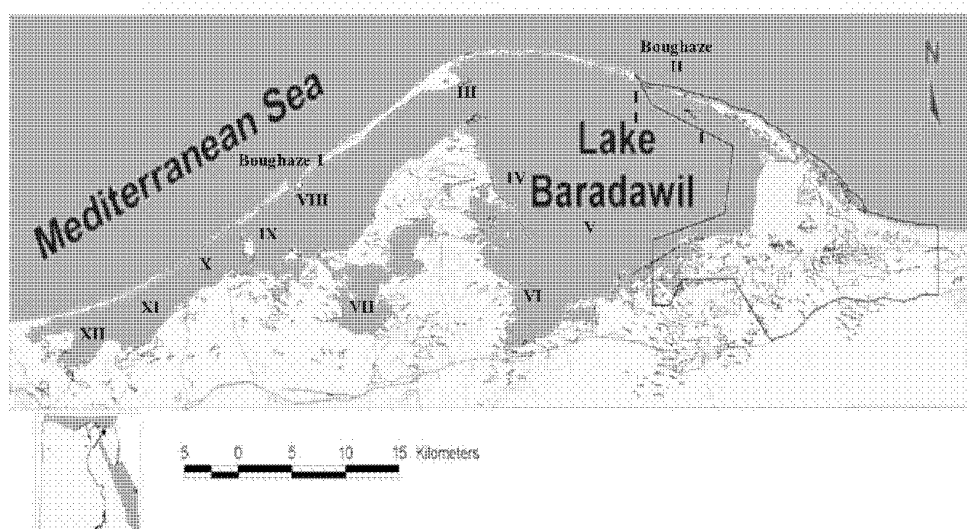 Boughaze
II
N
Mediterranean Sea
III
I
I
Lake
Boughaze I
Baradawil
IV
VIII
V
IX
X
XI
VII
VI
XII
5 0 5 10 15 Kilometers